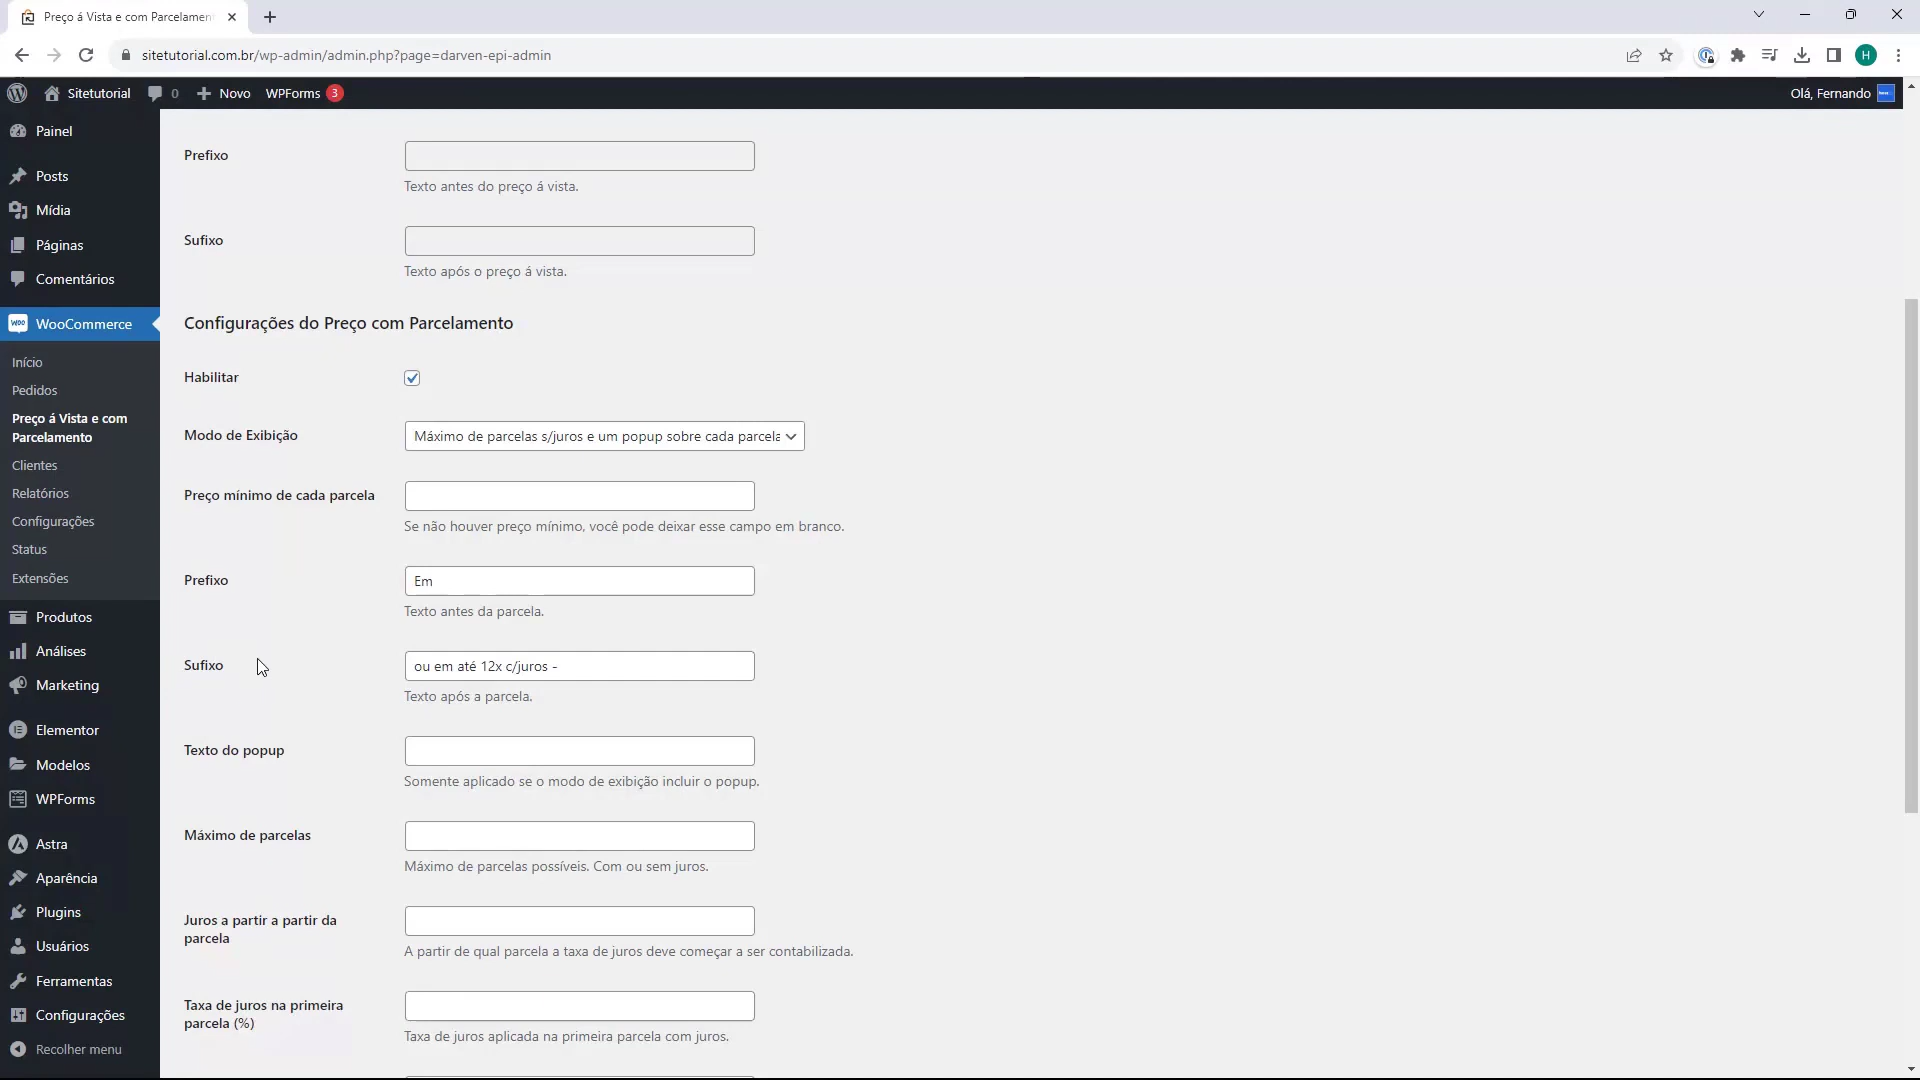 Preço á Vista e com Parcelamen
sitetutorial.com.br/wp-admin/admin.php?page=darven-epi-admin
H
Sitetutorial
0
Novo
WPForms
3
Olá, Fernando
Painel
Posts
Mídia
Páginas
Comentários
WooCommerce
Início
Pedidos
Preço á Vista e com
Parcelamento
Clientes
Relatórios
Configurações
Status
Extensões
Produtos
Análises
Marketing
Elementor
Modelos
WPForms
Astra
Aparência
Plugins
Usuários
Ferramentas
Configurações
Recolher menu
Prefixo
Texto antes do preço á vista.
Sufixo
Texto após o preço á vista.
Configurações do Preço com Parcelamento
Habilitar
Modo de Exibição
Máximo de parcelas s/juros e um popup sobre cada parcela
Preço mínimo de cada parcela
Se não houver preço mínimo, você pode deixar esse campo em branco.
Prefixo
Em
Texto antes da parcela.
Sufixo
ou em até 12x c/juros -
Texto após a parcela.
Texto do popup
Somente aplicado se o modo de exibição incluir o popup.
Máximo de parcelas
Máximo de parcelas possíveis. Com ou sem juros.
Juros a partir a partir da
parcela
A partir de qual parcela a taxa de juros deve começar a ser contabilizada.
Taxa de juros na primeira
parcela (%)
Taxa de juros aplicada na primeira parcela com juros.